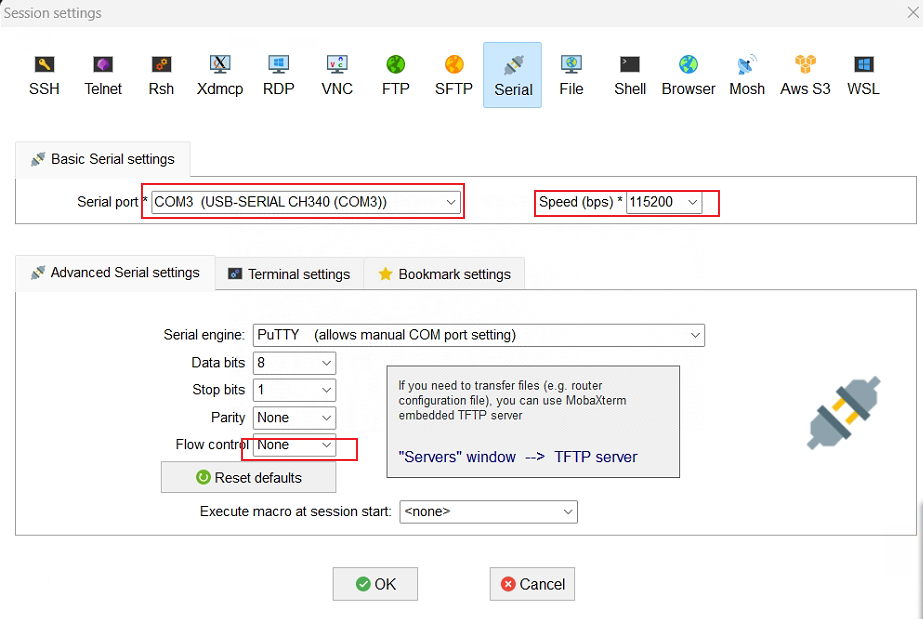 Session settings
SSH Telnet Rsh Xdmcp RDP VNC FTP SFTP Serial File Shell Browser Mosh Aws S3 WSL
Basic Serial settings
Serial port * COM3 (USB-SERIAL CH340 (COM3)) Speed (bps) * 115200
Advanced Serial settings Terminal settings Bookmark settings
Serial engine: PuTTY (allows manual COM port setting)
Data bits 8
Stop bits 1
Parity None
Flow control None
Reset defaults
If you need to transfer files (e.g. router
configuration file), you can use MobaXterm
embedded TFTP server
"Servers" window --> TFTP server
Execute macro at session start: <none>
OK Cancel